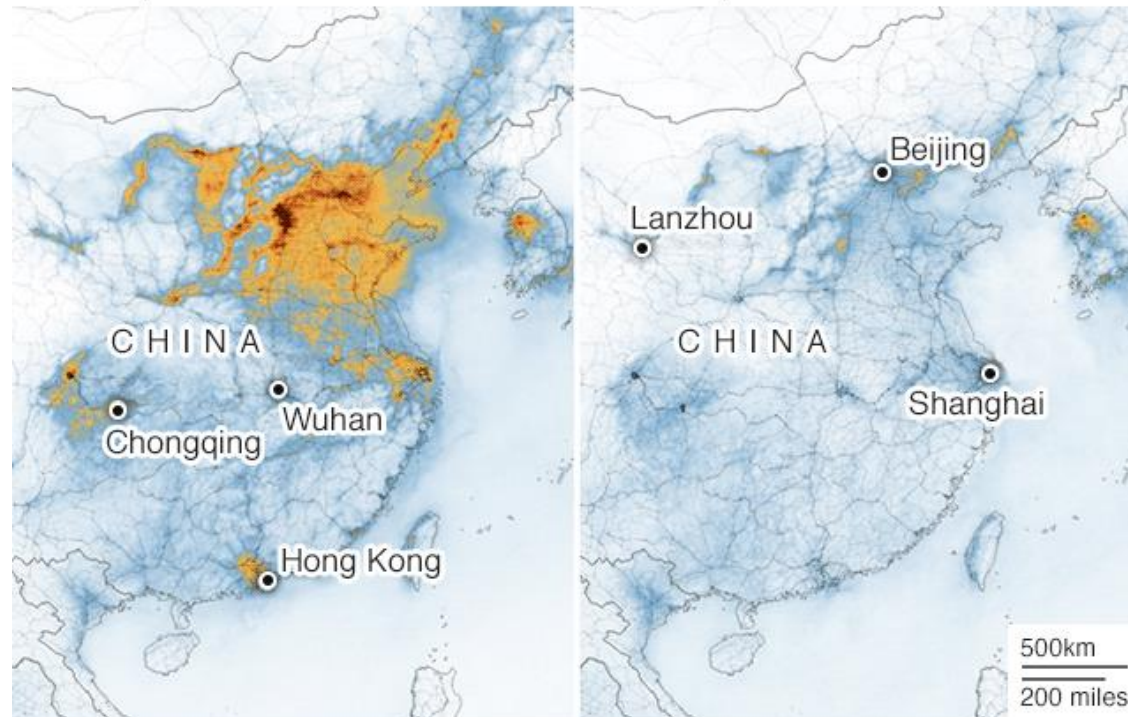 Beijing
Lanzhou
CHINA
CHINA
Wuhan
Shanghai
Chongqing
Hong Kong
500km
200 miles